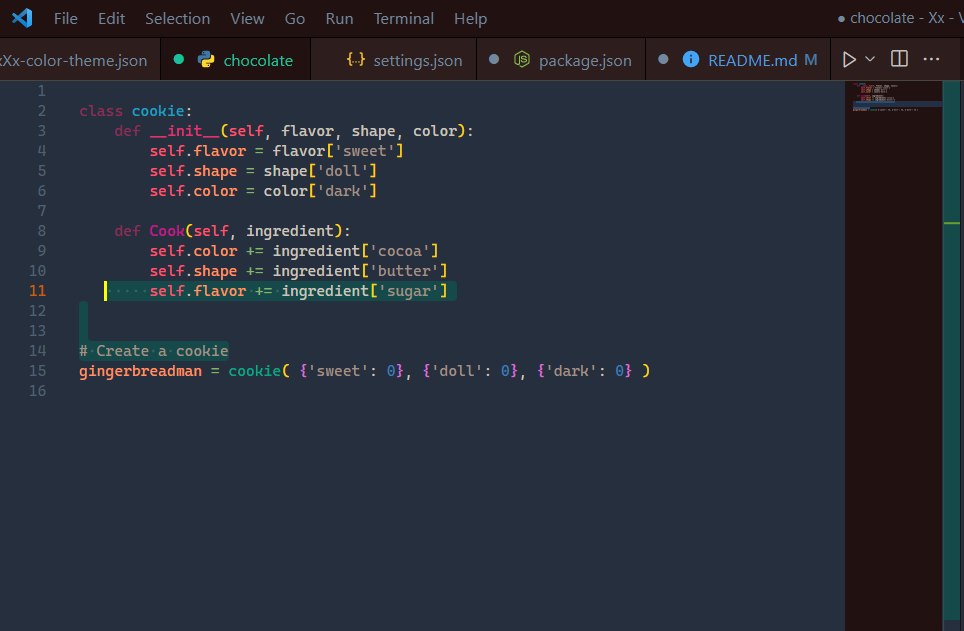 File Edit Selection View Go Run Terminal Help ● chocolate - Xx -
xXx-color-theme.json chocolate {..} settings.json package.json README.md M ...
1
2 class cookie:
3 def __init__(self, flavor, shape, color):
4 self.flavor = flavor['sweet']
5 self.shape = shape['doll']
6 self.color = color['dark']
7
8 def Cook(self, ingredient):
9 self.color += ingredient['cocoa']
10 self.shape += ingredient['butter']
11 self.flavor += ingredient['sugar']
12
13
14 # Create a cookie
15 gingerbreadman = cookie( {'sweet': 0}, {'doll': 0}, {'dark': 0} )
16